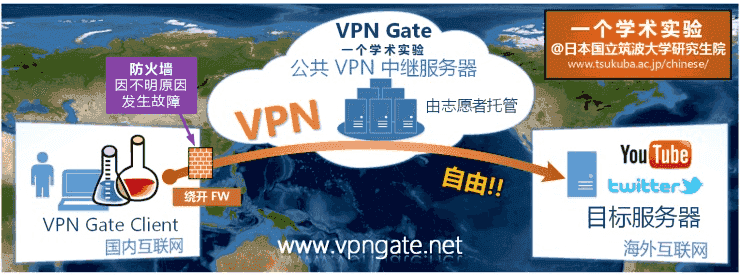 VPN Gate
一个学术实验
公共 VPN 中继服务器
由志愿者托管
一个学术实验
@日本国立筑波大学研究生院
www.tsukuba.ac.jp/chinese/
防火墙
因不明原因
发生故障
VPN
绕开 FW
自由!!
VPN Gate Client
国内互联网
www.vpngate.net
YouTube
twitter
目标服务器
海外互联网